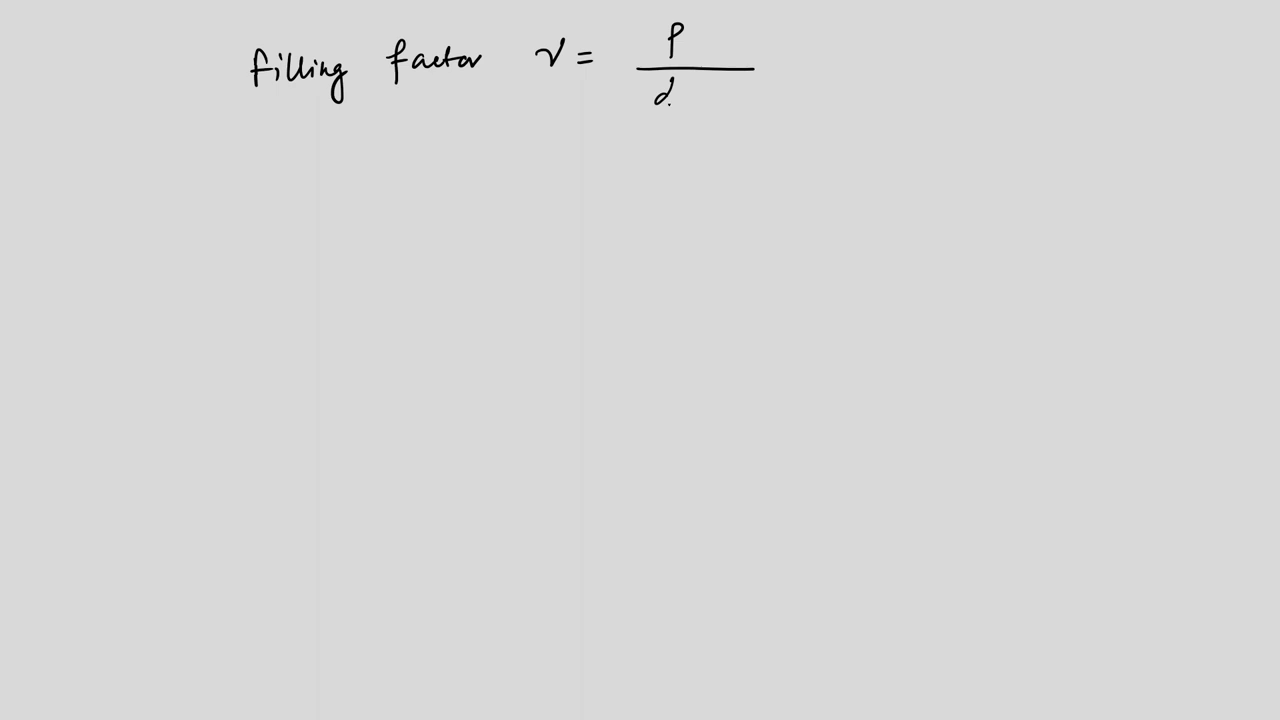 filling factor ν = ρ / d